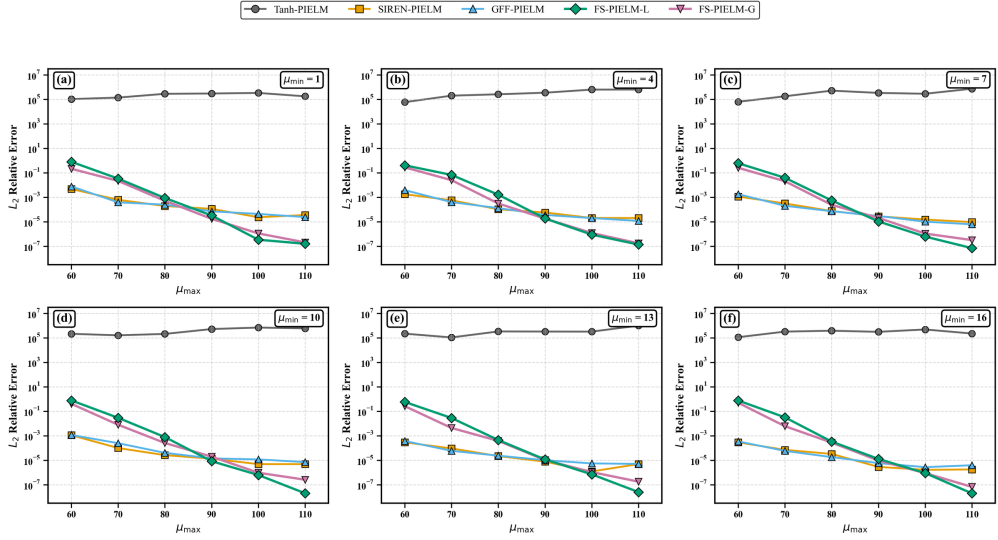 Tanh-PIELM SIREN-PIELM GFF-PIELM FS-PIELM-L FS-PIELM-G
(a) μmin = 1
L2 Relative Error
10^7
10^5
10^3
10^1
10^-1
10^-3
10^-5
10^-7
60 70 80 90 100 110
μmax
(b) μmin = 4
L2 Relative Error
10^7
10^5
10^3
10^1
10^-1
10^-3
10^-5
10^-7
60 70 80 90 100 110
μmax
(c) μmin = 7
L2 Relative Error
10^7
10^5
10^3
10^1
10^-1
10^-3
10^-5
10^-7
60 70 80 90 100 110
μmax
(d) μmin = 10
L2 Relative Error
10^7
10^5
10^3
10^1
10^-1
10^-3
10^-5
10^-7
60 70 80 90 100 110
μmax
(e) μmin = 13
L2 Relative Error
10^7
10^5
10^3
10^1
10^-1
10^-3
10^-5
10^-7
60 70 80 90 100 110
μmax
(f) μmin = 16
L2 Relative Error
10^7
10^5
10^3
10^1
10^-1
10^-3
10^-5
10^-7
60 70 80 90 100 110
μmax